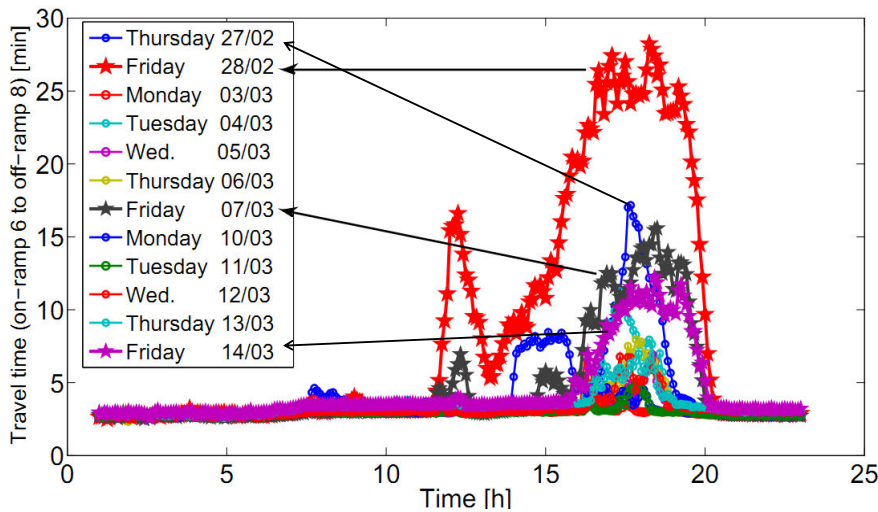 Travel time (on-ramp 6 to off-ramp 8) [min]
30
25
20
15
10
5
0
Thursday 27/02
Friday 28/02
Monday 03/03
Tuesday 04/03
Wed. 05/03
Thursday 06/03
Friday 07/03
Monday 10/03
Tuesday 11/03
Wed. 12/03
Thursday 13/03
Friday 14/03
0 5 10 15 20 25
Time [h]